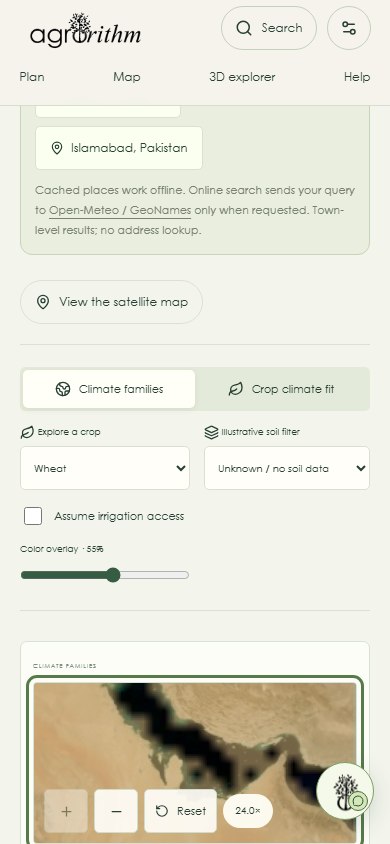 agrorithm
Search
Plan
Map
3D explorer
Help
Islamabad, Pakistan
Cached places work offline. Online search sends your query
to Open-Meteo / GeoNames only when requested. Town-
level results; no address lookup.
View the satellite map
Climate families
Crop climate fit
Explore a crop
Illustrative soil filter
Wheat
Unknown / no soil data
Assume irrigation access
Color overlay · 55%
CLIMATE FAMILIES
+
−
Reset
24.0×